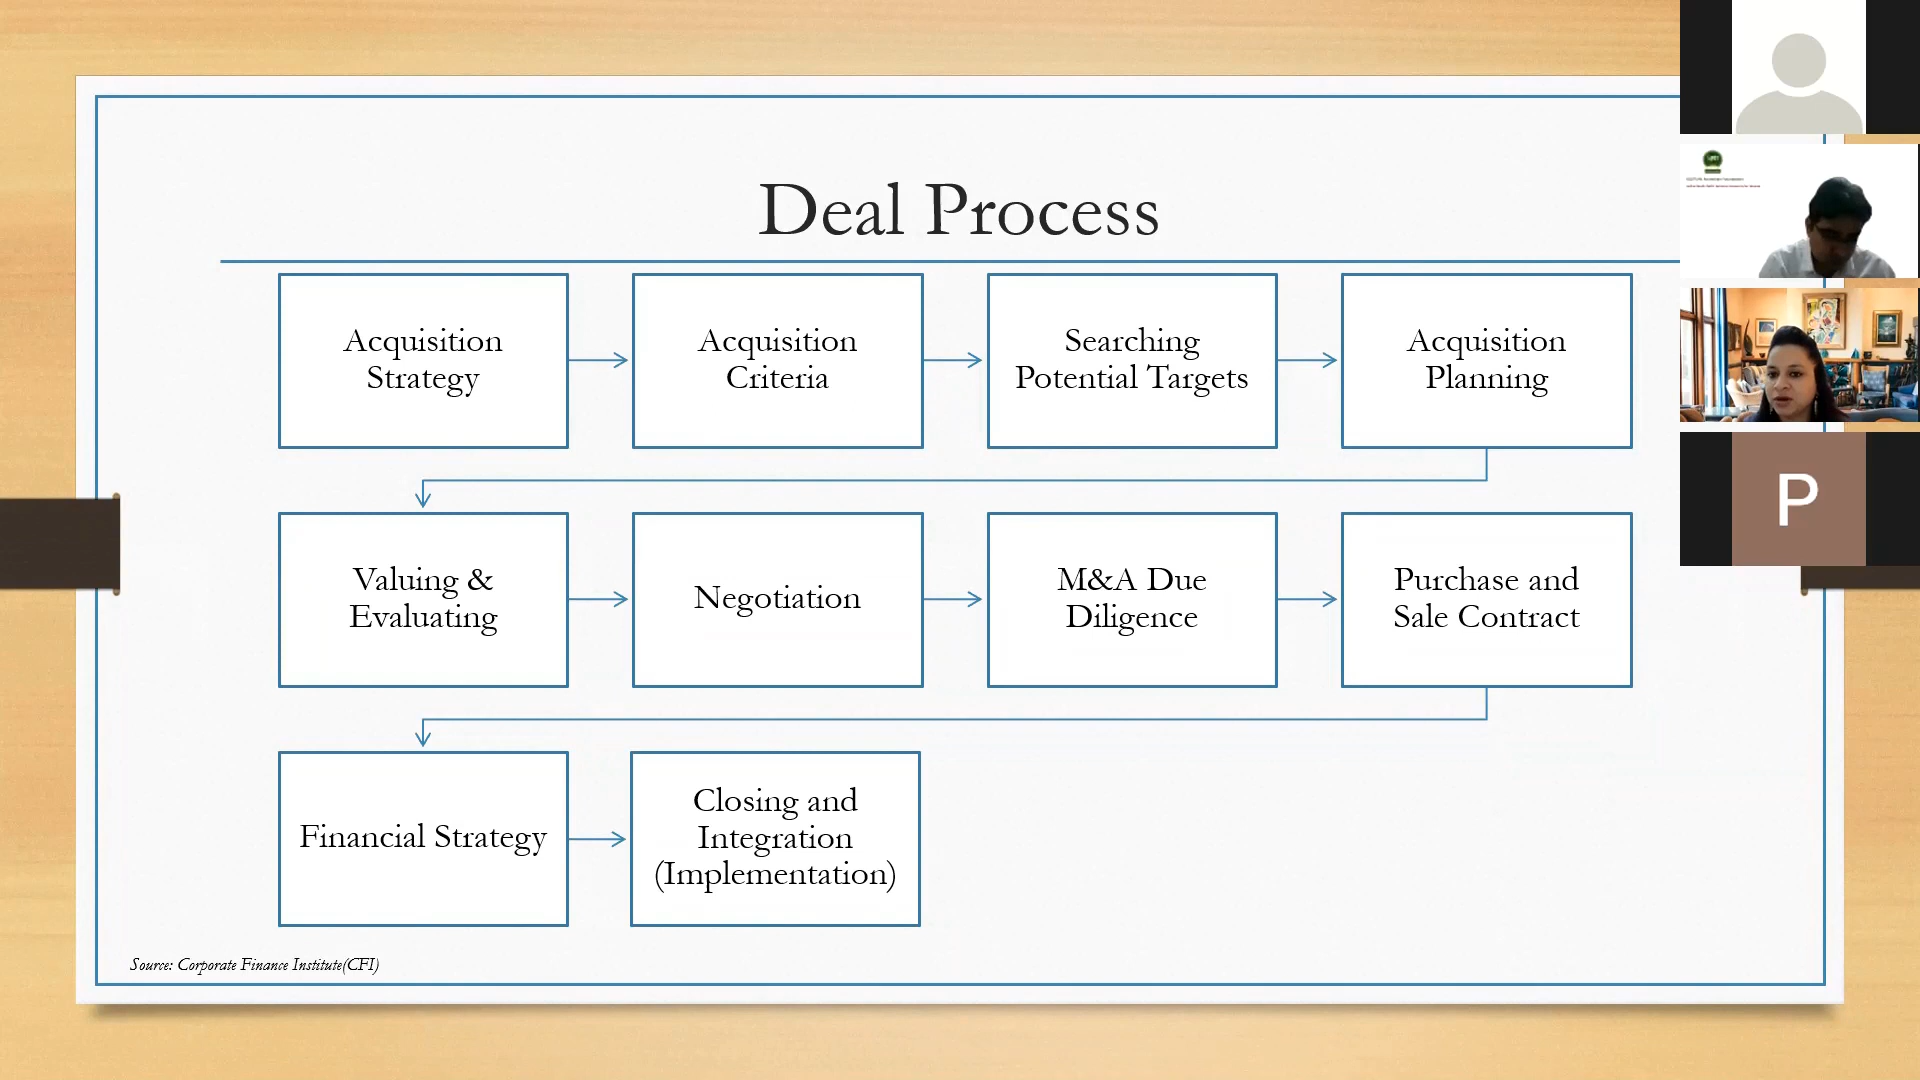 Deal Process
Acquisition
Strategy
Acquisition
Criteria
Searching
Potential Targets
Acquisition
Planning
Valuing &
Evaluating
Negotiation
M&A Due
Diligence
Purchase and
Sale Contract
Financial Strategy
Closing and
Integration
(Implementation)
Source: Corporate Finance Institute(CFI)
P